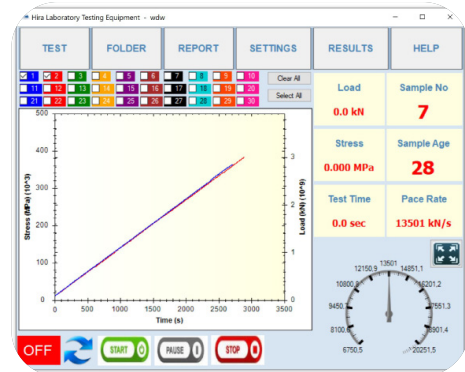 Hira Laboratory Testing Equipment - wdw
TEST FOLDER REPORT SETTINGS RESULTS HELP
1 2 3 4 5 6 7 8 9 10 Clear All
11 12 13 14 15 16 17 18 19 20 Select All
21 22 23 24 25 26 27 28 29 30
Load Sample No
0.0 kN 7
Stress Sample Age
0.000 MPa 28
Test Time Pace Rate
0.0 sec 13501 kN/s
Stress(MPa) (10^3)
500
400
300
200
100
0
Load(kN) (10^9)
3
2
1
0
0 500 1000 1500 2000 2500 3000 3500
Time (s)
13501
12150,9 14851,1
10800,8 16201,2
9450,7 17551,3
8100,6 18901,4
6750,5 20251,5
OFF START PAUSE STOP